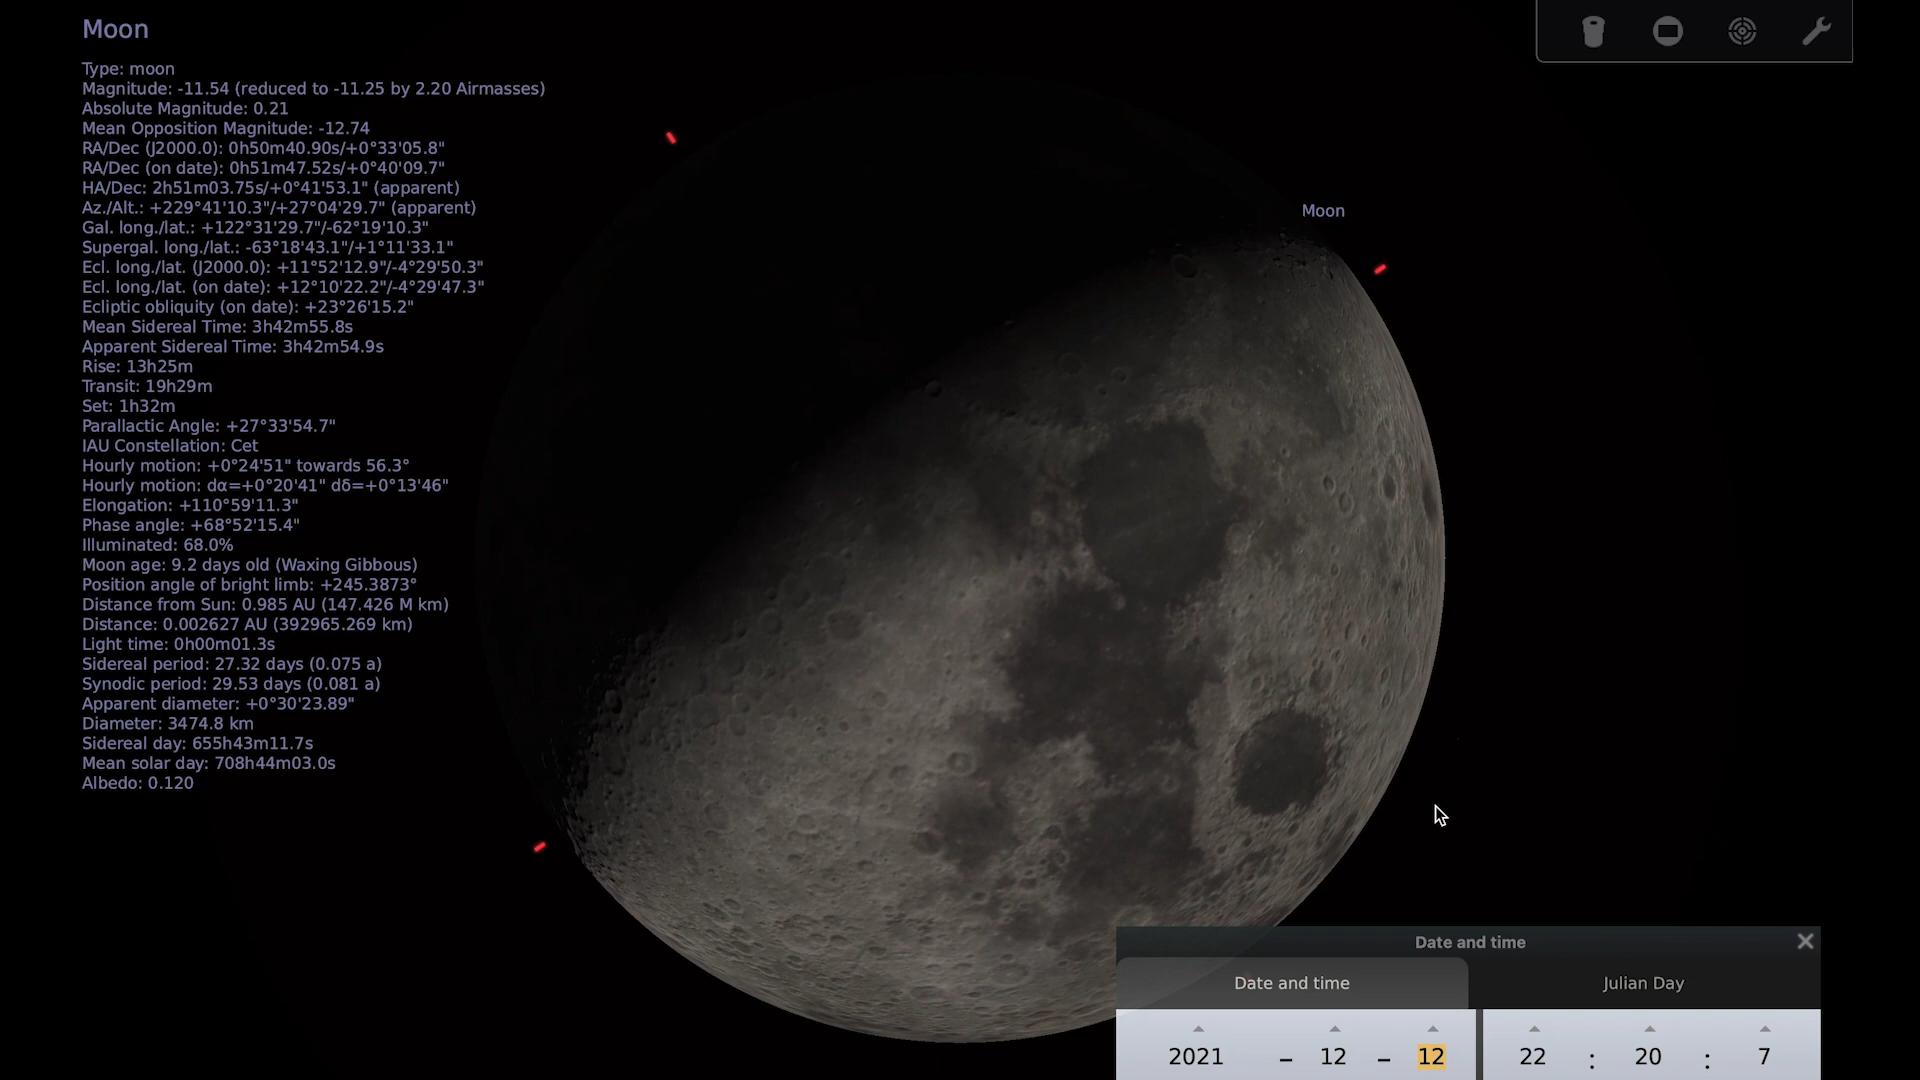 Moon
Type: moon
Magnitude: -11.54 (reduced to -11.25 by 2.20 Airmasses)
Absolute Magnitude: 0.21
Mean Opposition Magnitude: -12.74
RA/Dec (J2000.0): 0h50m40.90s/+0°33'05.8"
RA/Dec (on date): 0h51m47.52s/+0°40'09.7"
HA/Dec: 2h51m03.75s/+0°41'53.1" (apparent)
Az./Alt.: +229°41'10.3"/+27°04'29.7" (apparent)
Gal. long./lat.: +122°31'29.7"/-62°19'10.3"
Supergal. long./lat.: -63°18'43.1"/+1°11'33.1"
Ecl. long./lat. (J2000.0): +11°52'12.9"/-4°29'50.3"
Ecl. long./lat. (on date): +12°10'22.2"/-4°29'47.3"
Ecliptic obliquity (on date): +23°26'15.2"
Mean Sidereal Time: 3h42m55.8s
Apparent Sidereal Time: 3h42m54.9s
Rise: 13h25m
Transit: 19h29m
Set: 1h32m
Parallactic Angle: +27°33'54.7"
IAU Constellation: Cet
Hourly motion: +0°24'51" towards 56.3°
Hourly motion: dα=+0°20'41" dδ=+0°13'46"
Elongation: +110°59'11.3"
Phase angle: +68°52'15.4"
Illuminated: 68.0%
Moon age: 9.2 days old (Waxing Gibbous)
Position angle of bright limb: +245.3873°
Distance from Sun: 0.985 AU (147.426 M km)
Distance: 0.002627 AU (392965.269 km)
Light time: 0h00m01.3s
Sidereal period: 27.32 days (0.075 a)
Synodic period: 29.53 days (0.081 a)
Apparent diameter: +0°30'23.89"
Diameter: 3474.8 km
Sidereal day: 655h43m11.7s
Mean solar day: 708h44m03.0s
Albedo: 0.120
Moon
Date and time
Date and time Julian Day
2021 - 12 - 12 22 : 20 : 7